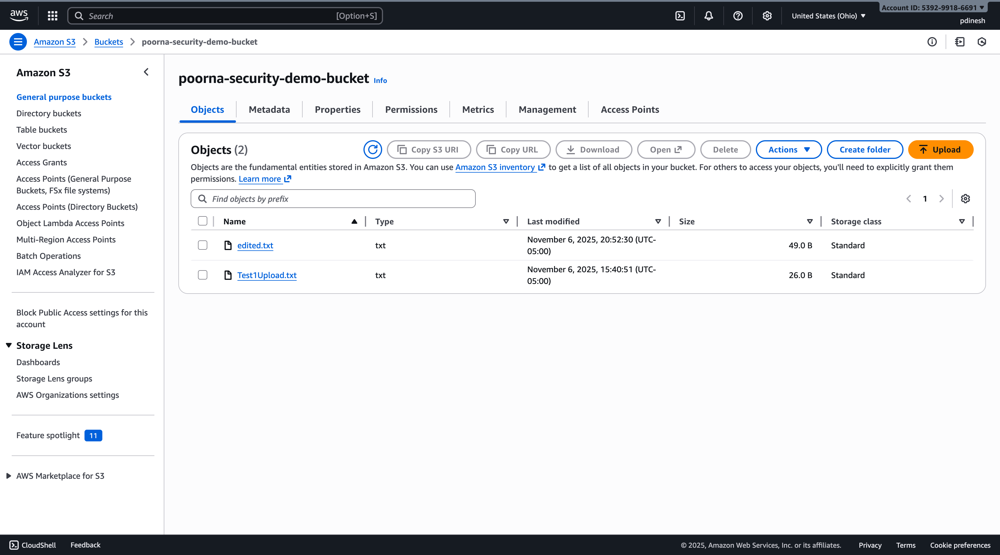 aws
Search [Option+S]
United States (Ohio)
Account ID: 5392-9918-6691
pdinesh
Amazon S3
Buckets
poorna-security-demo-bucket
Amazon S3
General purpose buckets
Directory buckets
Table buckets
Vector buckets
Access Grants
Access Points (General Purpose
Buckets, FSx file systems)
Access Points (Directory Buckets)
Object Lambda Access Points
Multi-Region Access Points
Batch Operations
IAM Access Analyzer for S3
Block Public Access settings for this
account
Storage Lens
Dashboards
Storage Lens groups
AWS Organizations settings
Feature spotlight 11
AWS Marketplace for S3
poorna-security-demo-bucket Info
Objects Metadata Properties Permissions Metrics Management Access Points
Objects (2) Copy S3 URI Copy URL Download Open Delete Actions Create folder Upload
Objects are the fundamental entities stored in Amazon S3. You can use Amazon S3 inventory to get a list of all objects in your bucket. For others to access your objects, you'll need to explicitly grant them
permissions. Learn more
Find objects by prefix 1
Name Type Last modified Size Storage class
edited.txt txt November 6, 2025, 20:52:30 (UTC-
05:00) 49.0 B Standard
Test1Upload.txt txt November 6, 2025, 15:40:51 (UTC-
05:00) 26.0 B Standard
CloudShell Feedback © 2025, Amazon Web Services, Inc. or its affiliates. Privacy Terms Cookie preferences